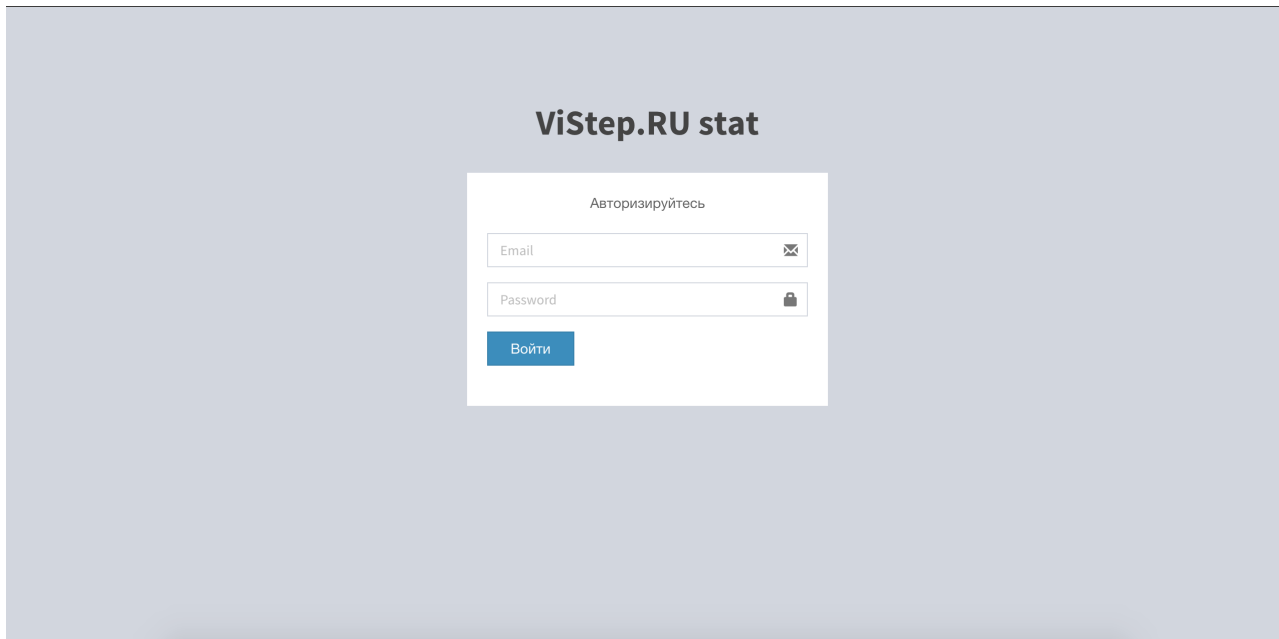 ViStep.RU stat
Авторизируйтесь
Email
Password
Войти